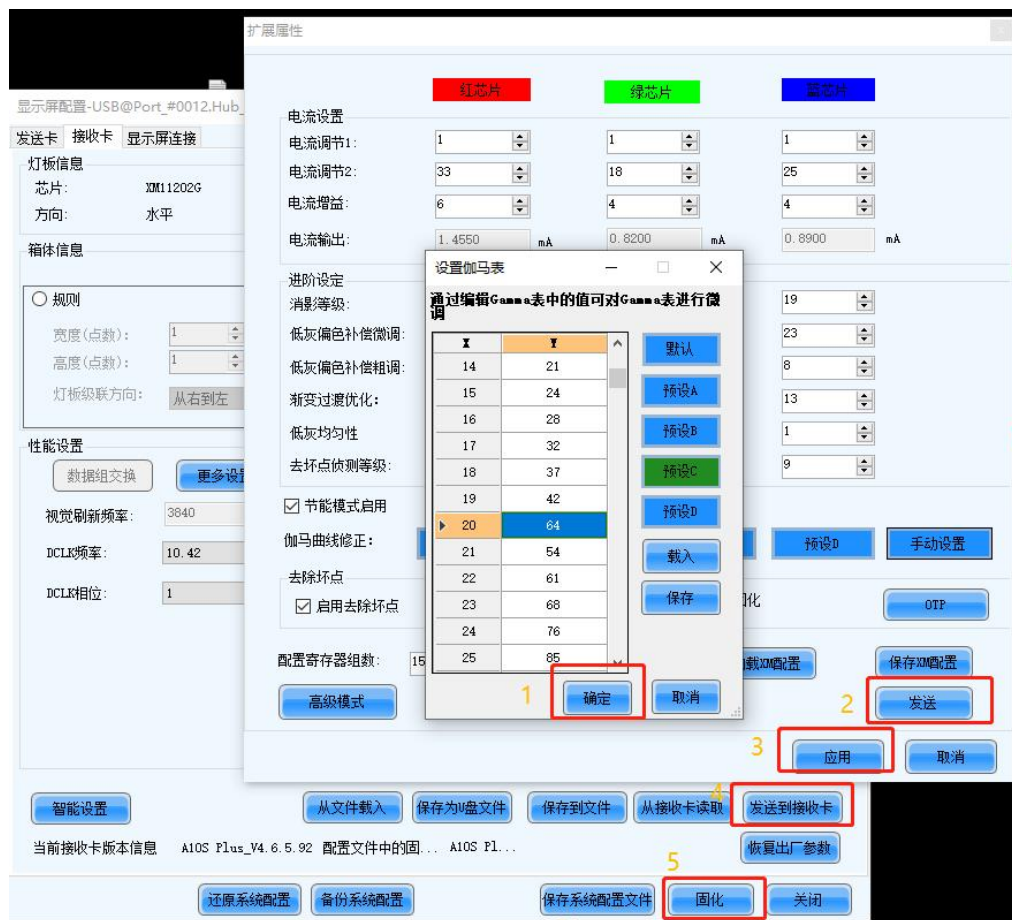 扩展属性
红芯片 绿芯片 蓝芯片
电流设置
电流调节1: 1 1 1
电流调节2: 33 18 25
电流增益: 6 4 4
电流输出: 1.4550 mA 0.8200 mA 0.8900 mA
进阶设定
消影等级: 19
低灰偏色补偿微调: 23
低灰偏色补偿粗调: 8
渐变过渡优化: 13
低灰均匀性 1
去坏点侦测等级: 9
节能模式启用
伽马曲线修正: 预设D 手动设置
去除坏点
启用去除坏点 OTP
配置寄存器组数: 15 载XM配置 保存XM配置
高级模式 2 发送
3 应用 取消
设置伽马表
通过编辑Gamma表中的值可对Gamma表进行微调
X Y
14 21
15 24
16 28
17 32
18 37
19 42
20 64
21 54
22 61
23 68
24 76
25 85
默认
预设A
预设B
预设C
预设D
载入
保存
1 确定 取消
显示屏配置-USB@Port_#0012.Hub_
发送卡 接收卡 显示屏连接
灯板信息
芯片: XM11202G
方向: 水平
箱体信息
规则
宽度(点数): 1
高度(点数): 1
灯板级联方向: 从右到左
性能设置
数据组交换 更多设
视觉刷新频率: 3840
DCLK频率: 10.42
DCLK相位: 1
4
智能设置 从文件载入 保存为U盘文件 保存到文件 从接收卡读取 发送到接收卡
当前接收卡版本信息 A10S Plus_V4.6.5.92 配置文件中的固... A10S Pl... 恢复出厂参数
5
还原系统配置 备份系统配置 保存系统配置文件 固化 关闭